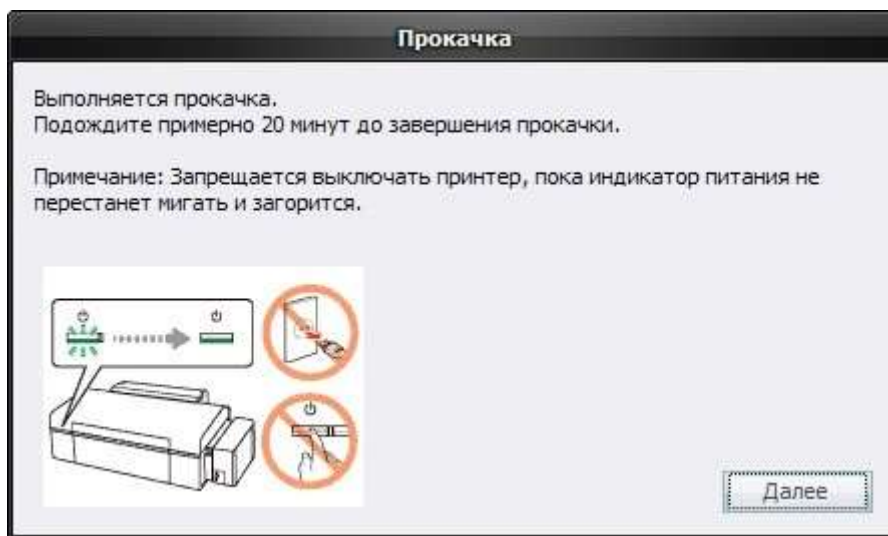 Прокачка
Выполняется прокачка.
Подождите примерно 20 минут до завершения прокачки.
Примечание: Запрещается выключать принтер, пока индикатор питания не
перестанет мигать и загорится.
Далее